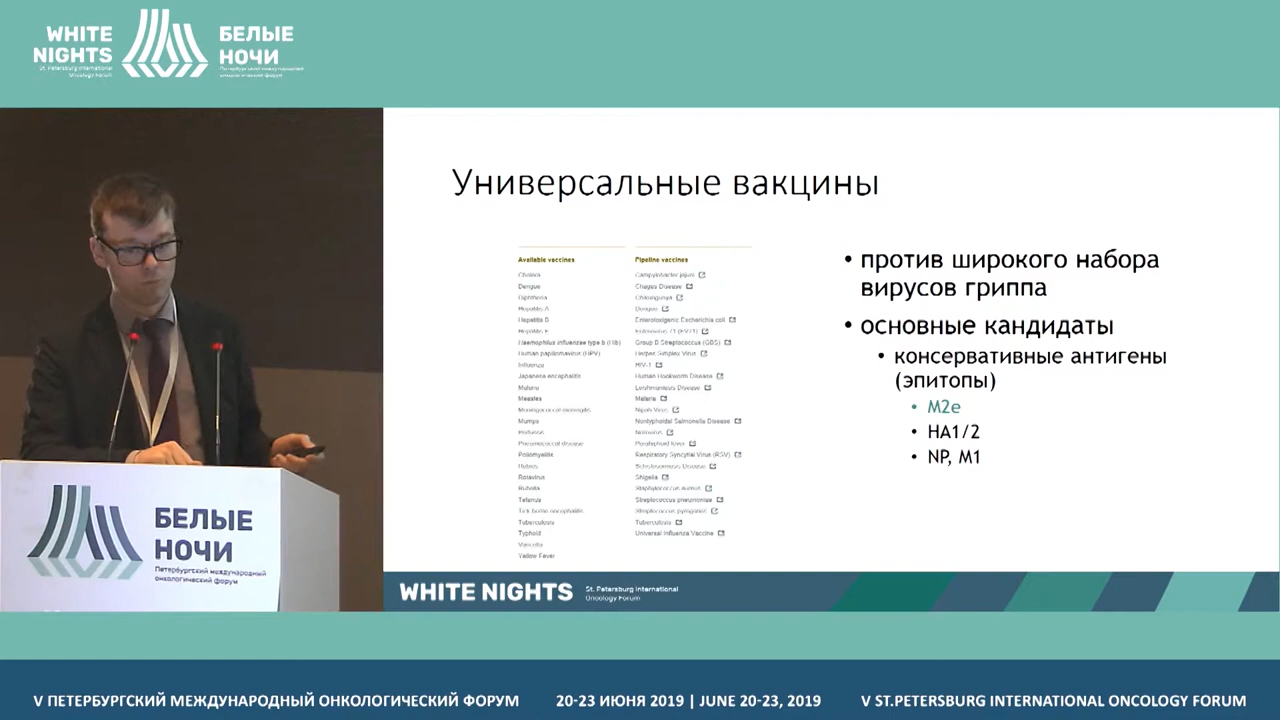 WHITE
NIGHTS
St. Petersburg International
Oncology Forum
БЕЛЫЕ
НОЧИ
Петербургский международный
онкологический форум
Универсальные вакцины
Available vaccines
Cholera
Dengue
Diphtheria
Hepatitis A
Hepatitis B
Hepatitis E
Haemophilus influenzae type b (Hib)
Human papillomavirus (HPV)
Influenza
Japanese encephalitis
Malaria
Measles
Meningococcal meningitis
Mumps
Pertussis
Pneumococcal disease
Poliomyelitis
Rabies
Rotavirus
Rubella
Tetanus
Tick-borne encephalitis
Tuberculosis
Typhoid
Varicella
Yellow Fever
Pipeline vaccines
Campylobacter jejuni
Chagas Disease
Chikungunya
Dengue
Enterotoxigenic Escherichia coli
Enterovirus 71 (EV71)
Group B Streptococcus (GBS)
Herpes Simplex Virus
HIV-1
Human Hookworm Disease
Leishmaniasis Disease
Malaria
Nipah Virus
Nontyphoidal Salmonella Disease
Norovirus
Paratyphoid fever
Respiratory Syncytial Virus (RSV)
Schistosomiasis Disease
Shigella
Staphylococcus aureus
Streptococcus pneumoniae
Streptococcus pyogenes
Tuberculosis
Universal Influenza Vaccine
• против широкого набора
вирусов гриппа
• основные кандидаты
• консервативные антигены
(эпитопы)
• M2e
• HA1/2
• NP, M1
БЕЛЫЕ
НОЧИ
Петербургский международный
онкологический форум
WHITE NIGHTS
St. Petersburg International
Oncology Forum
V ПЕТЕРБУРГСКИЙ МЕЖДУНАРОДНЫЙ ОНКОЛОГИЧЕСКИЙ ФОРУМ
20-23 ИЮНЯ 2019 | JUNE 20-23, 2019
V ST.PETERSBURG INTERNATIONAL ONCOLOGY FORUM